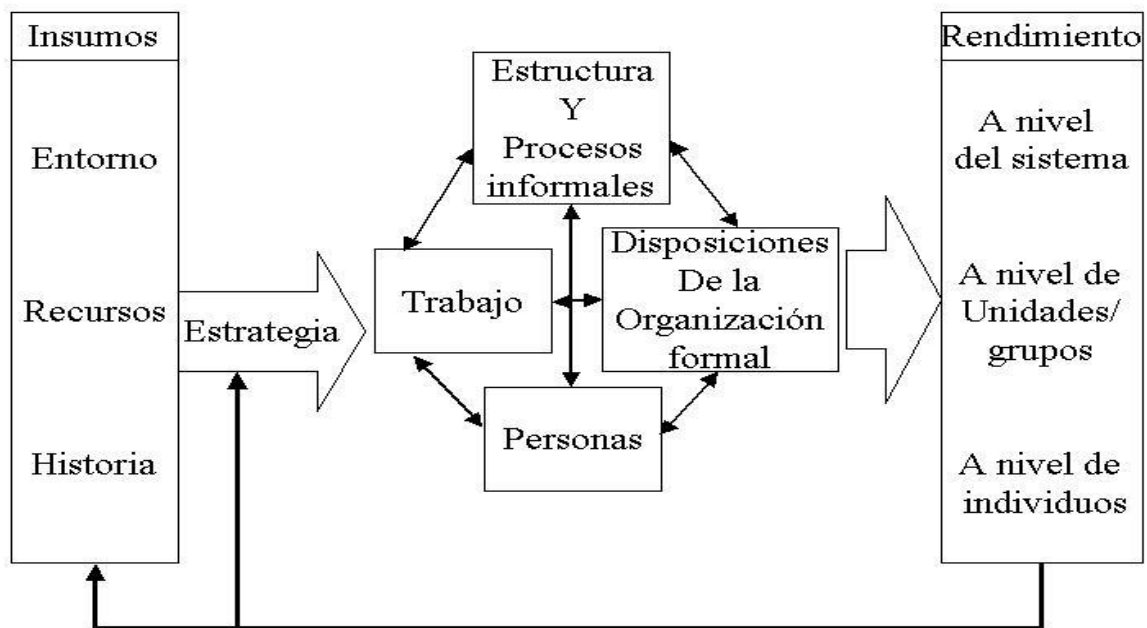 Insumos
Entorno
Recursos
Historia
Estrategia
Estructura
Y
Procesos
informales
Trabajo
Disposiciones
De la
Organización
formal
Personas
Rendimiento
A nivel
del sistema
A nivel de
Unidades/
grupos
A nivel de
individuos